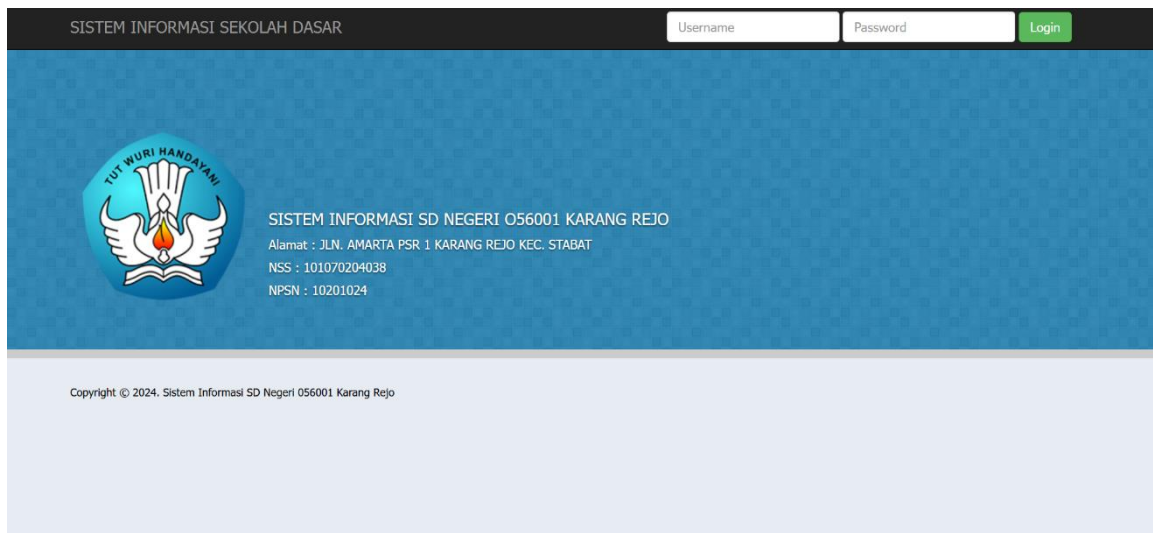 SISTEM INFORMASI SEKOLAH DASAR
Username
Password
Login
TUT WURI HANDAYANI
SISTEM INFORMASI SD NEGERI O56001 KARANG REJO
Alamat : JLN. AMARTA PSR 1 KARANG REJO KEC. STABAT
NSS : 101070204038
NPSN : 10201024
Copyright © 2024. Sistem Informasi SD Negeri 056001 Karang Rejo